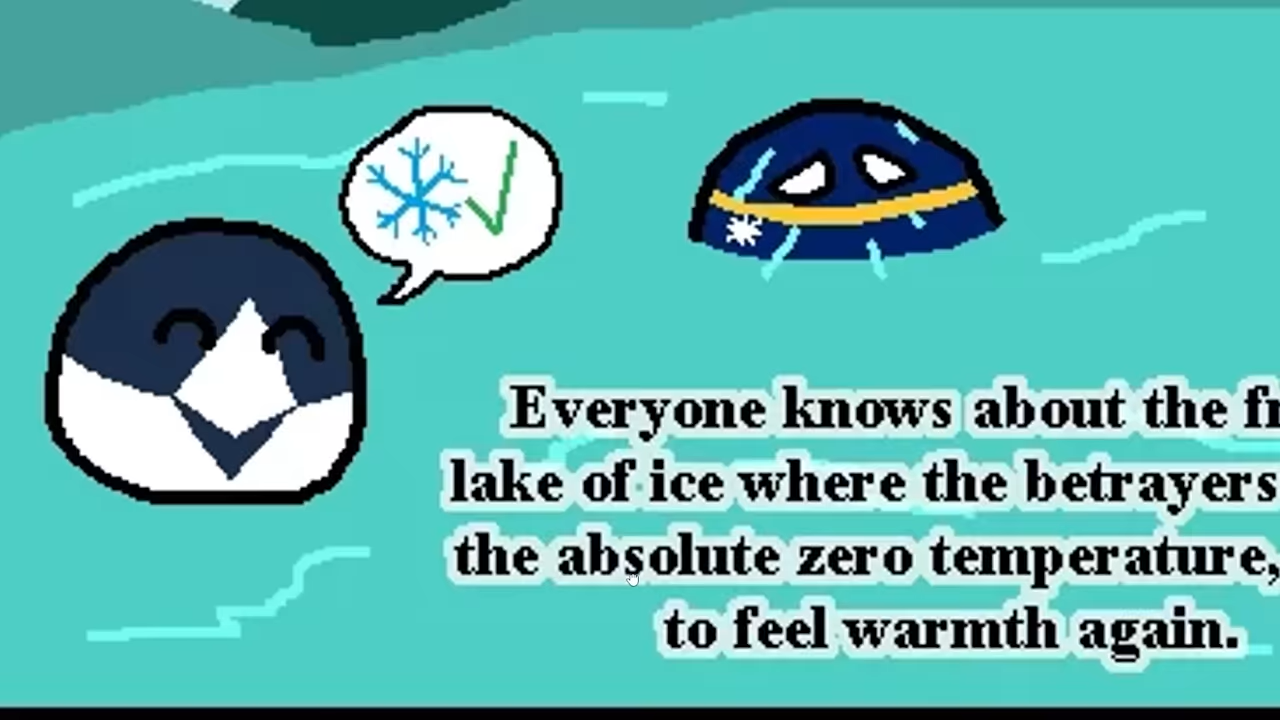 Everyone knows about the
lake of ice where the betrayers
the absolute zero temperature,
to feel warmth again.